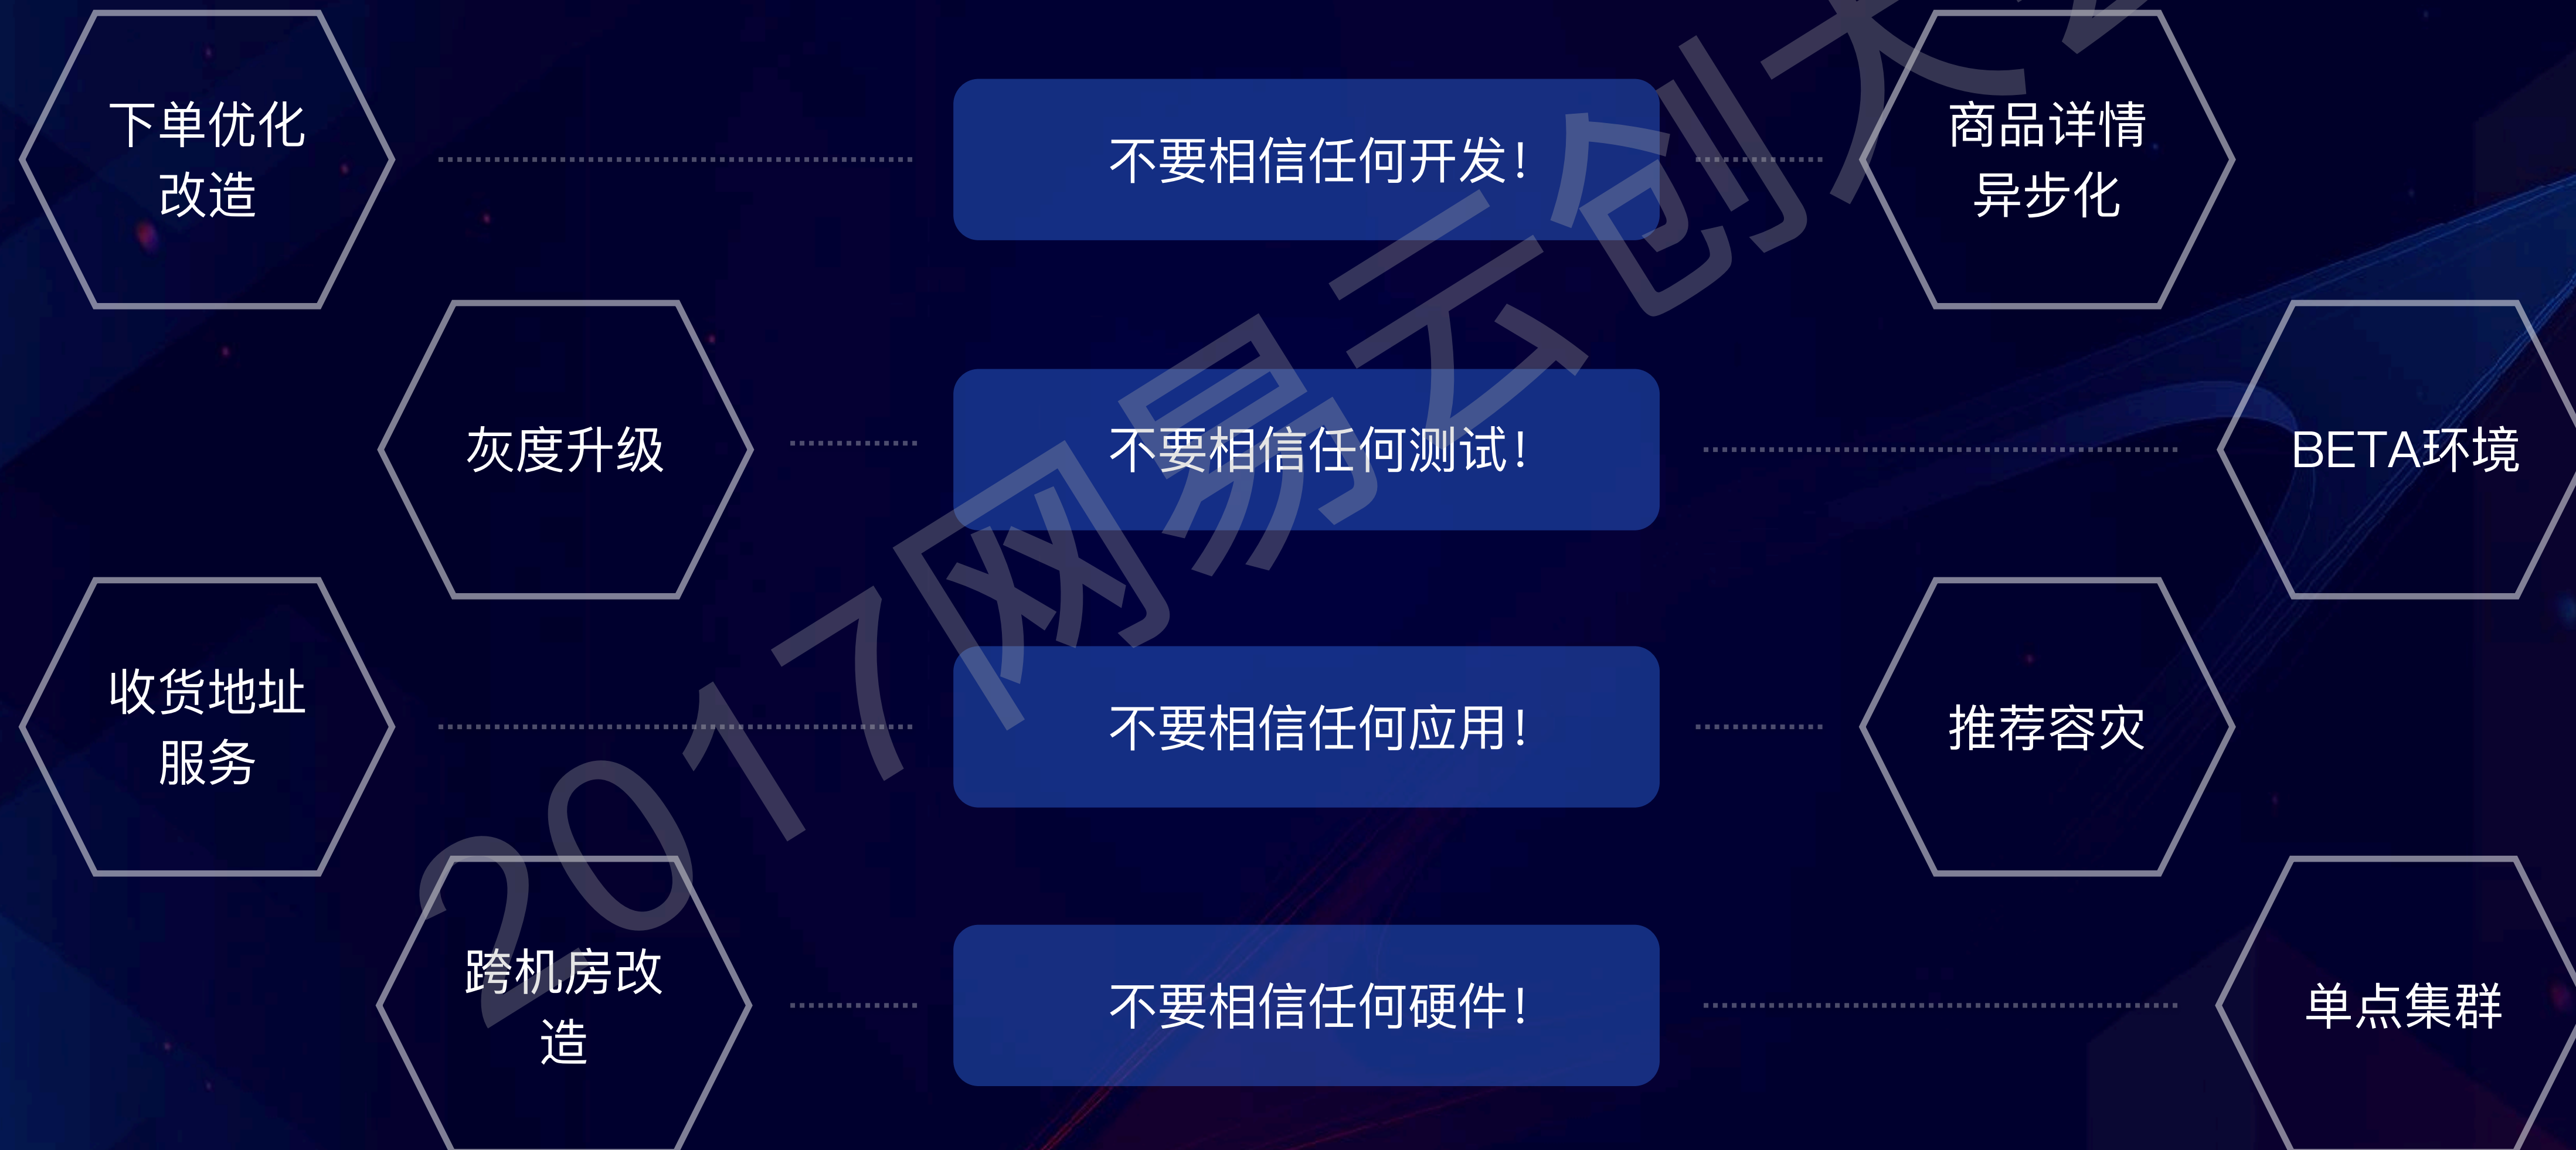 下单优化
改造
不要相信任何开发！
商品详情
异步化
灰度升级
不要相信任何测试！
BETA环境
收货地址
服务
不要相信任何应用！
推荐容灾
跨机房改
造
不要相信任何硬件！
单点集群
2017网易云创大